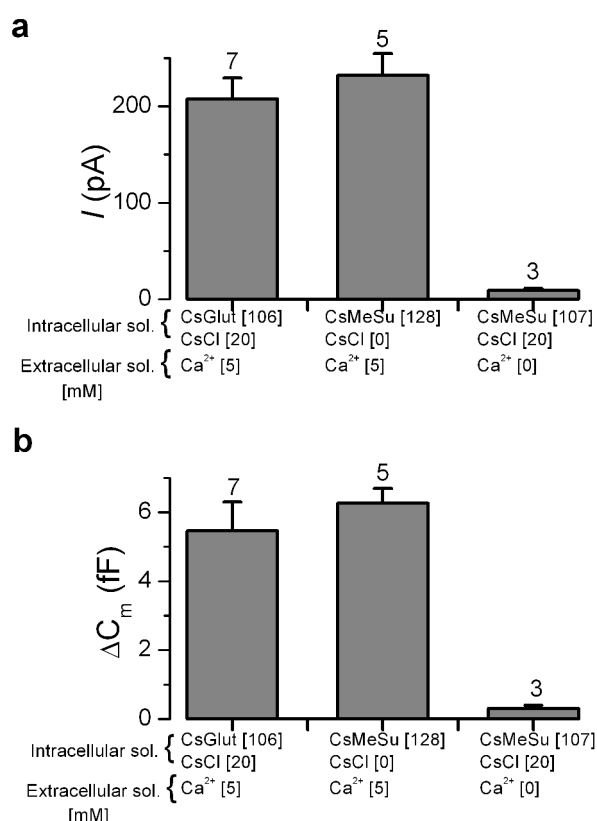 a
7
5
200
100
0
3
I (pA)
Intracellular sol. { CsGlut [106] CsMeSu [128] CsMeSu [107]
CsCl [20] CsCl [0] CsCl [20]
Extracellular sol. { Ca²⁺ [5] Ca²⁺ [5] Ca²⁺ [0]
[mM]
b
7
5
6
4
2
0
3
ΔCₘ (fF)
Intracellular sol. { CsGlut [106] CsMeSu [128] CsMeSu [107]
CsCl [20] CsCl [0] CsCl [20]
Extracellular sol. { Ca²⁺ [5] Ca²⁺ [5] Ca²⁺ [0]
[mM]